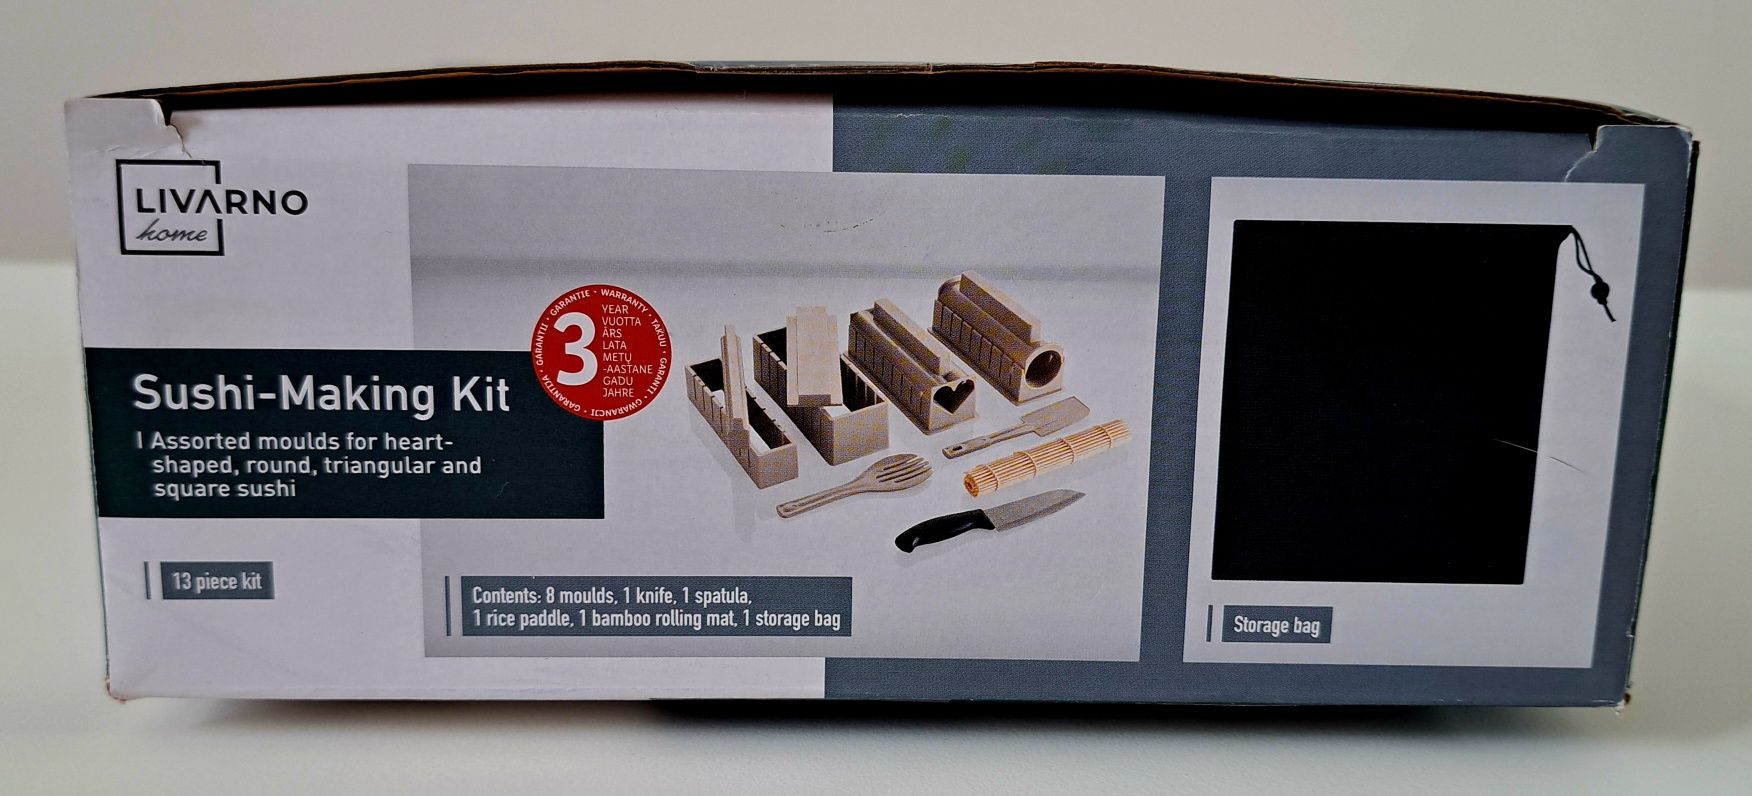 LIVARNO
home
Sushi-Making Kit
| Assorted moulds for heart-
shaped, round, triangular and
square sushi
13 piece kit
GARANTIE • WARRANTY • TAKUU • GARANTI • GWARANCJI • GARANTIJA • GARANTII •
3
YEAR
VUOTTA
ÅRS
LATA
METŲ
-AASTANE
GADU
JAHRE
Contents: 8 moulds, 1 knife, 1 spatula,
1 rice paddle, 1 bamboo rolling mat, 1 storage bag
Storage bag